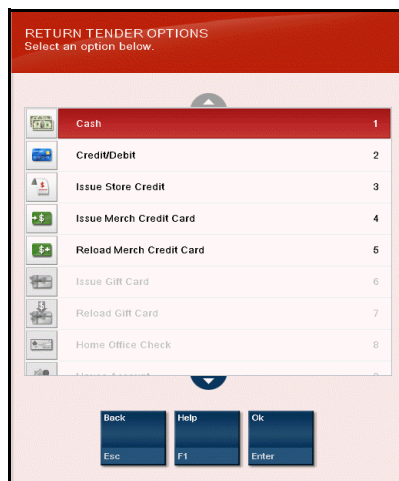 RETURN TENDER OPTIONS
Select an option below.
Cash 1
Credit/Debit 2
Issue Store Credit 3
Issue Merch Credit Card 4
Reload Merch Credit Card 5
Issue Gift Card 6
Reload Gift Card 7
Home Office Check 8
Back Help Ok
Esc F1 Enter